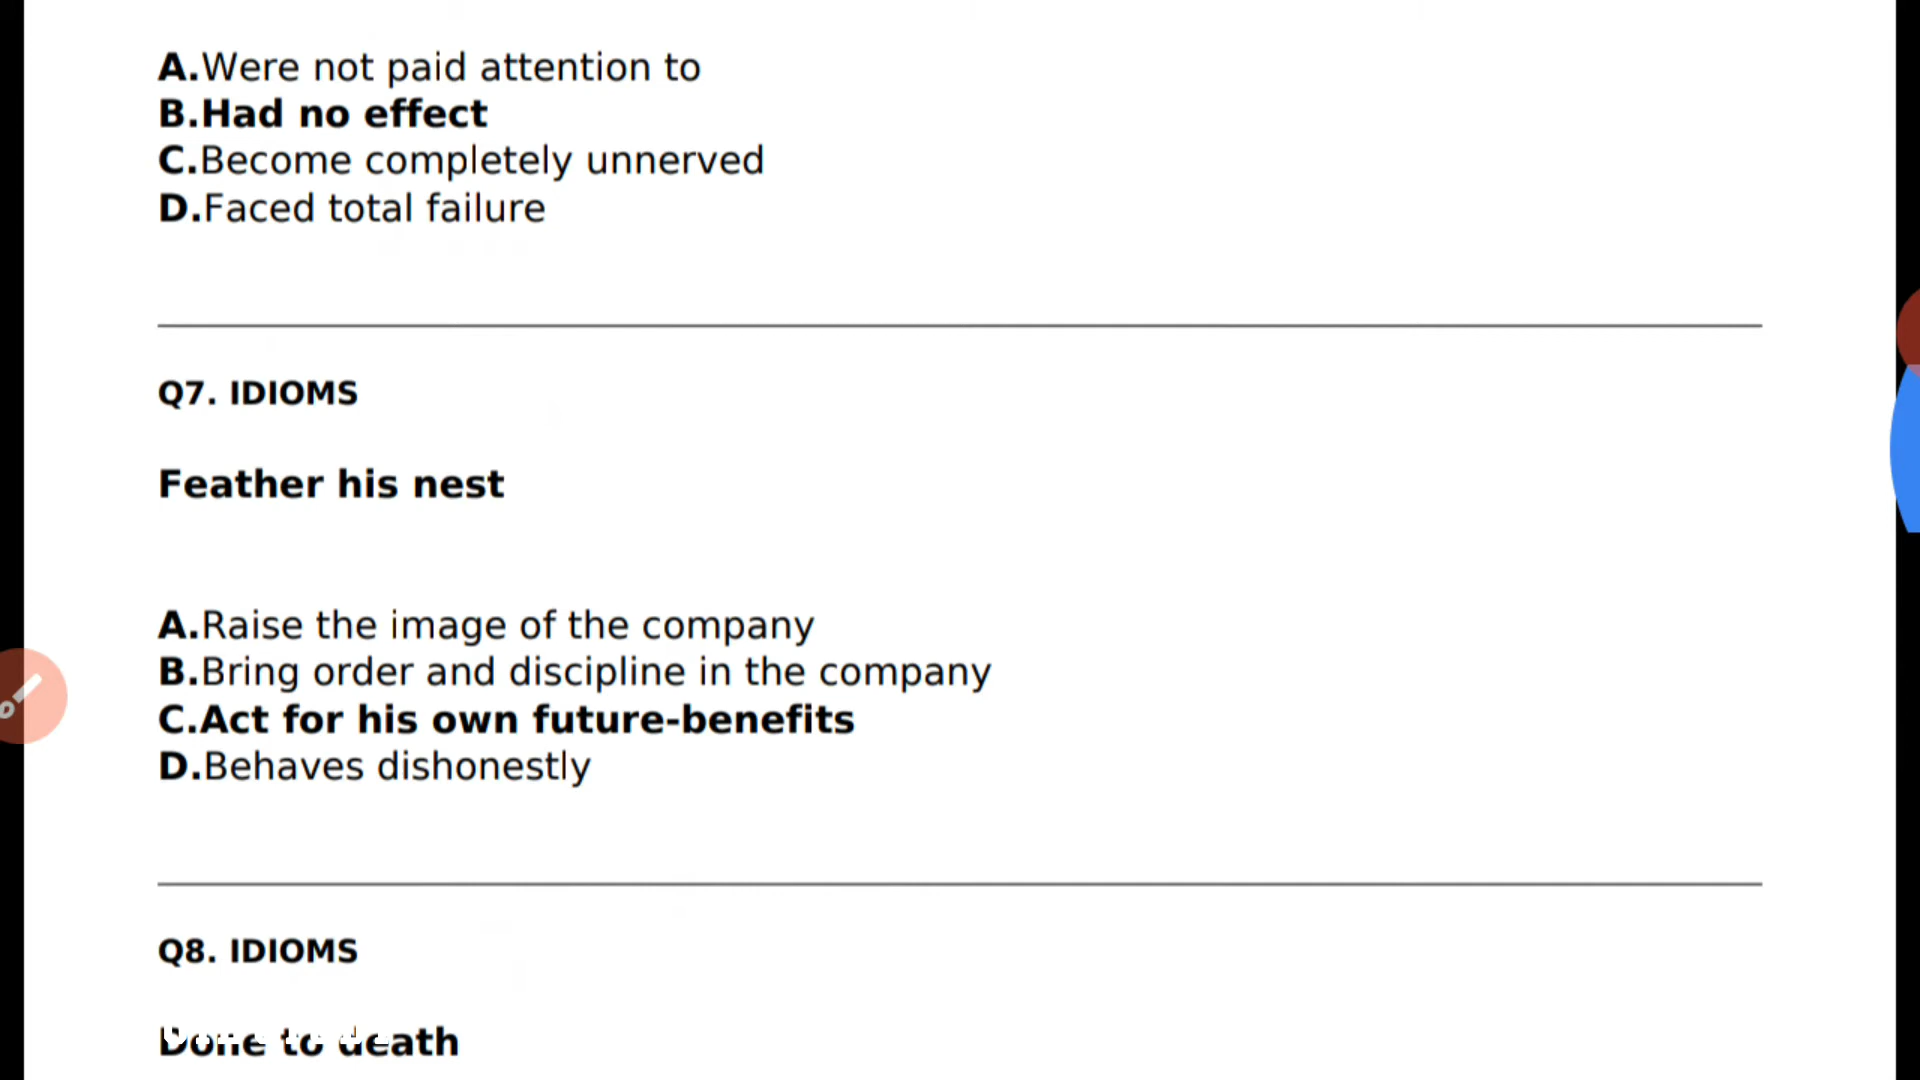 A.Were not paid attention to
B.Had no effect
C.Become completely unnerved
D.Faced total failure
Q7. IDIOMS
Feather his nest
A.Raise the image of the company
B.Bring order and discipline in the company
C.Act for his own future-benefits
D.Behaves dishonestly
Q8. IDIOMS
Done to death